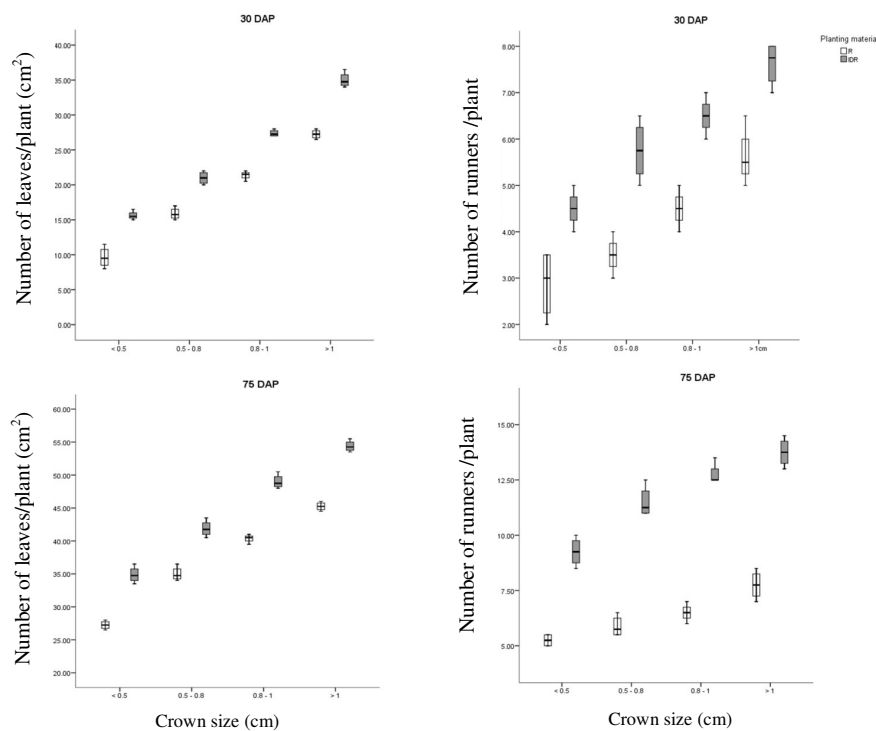 30 DAP
Number of leaves/plant (cm²)
40.00
35.00
30.00
25.00
20.00
15.00
10.00
5.00
0.00
< 0.5
0.5 - 0.8
0.8 - 1
> 1
30 DAP
Number of runners /plant
8.00
7.00
6.00
5.00
4.00
3.00
2.00
< 0.5
0.5 - 0.8
0.8 - 1
> 1cm
Planting material
R
IDR
75 DAP
Number of leaves/plant (cm²)
60.00
55.00
50.00
45.00
40.00
35.00
30.00
25.00
20.00
< 0.5
0.5 - 0.8
0.8 - 1
> 1
Crown size (cm)
75 DAP
Number of runners /plant
15.00
12.50
10.00
7.50
5.00
< 0.5
0.5 - 0.8
0.8 - 1
> 1
Crown size (cm)